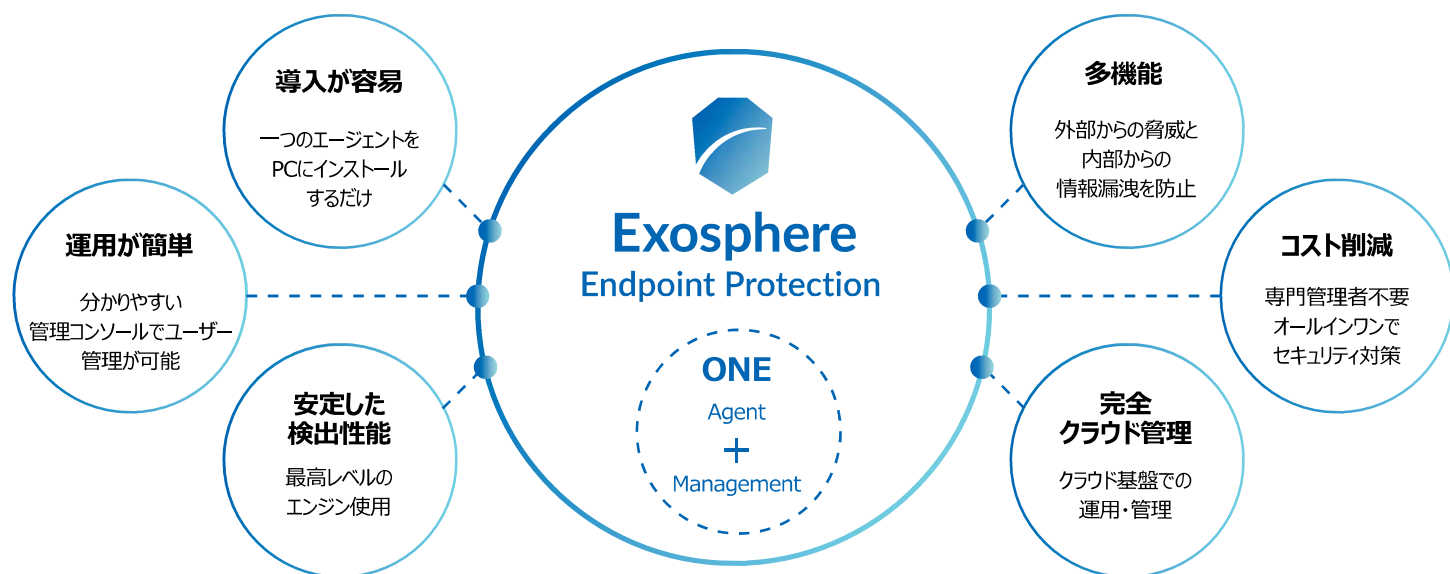 導入が容易
一つのエージェントを
PCにインストール
するだけ
運用が簡単
分かりやすい
管理コンソールでユーザー
管理が可能
安定した
検出性能
最高レベルの
エンジン使用
Exosphere
Endpoint Protection
ONE
Agent
+
Management
多機能
外部からの脅威と
内部からの
情報漏洩を防止
コスト削減
専門管理者不要
オールインワンで
セキュリティ対策
完全
クラウド管理
クラウド基盤での
運用・管理